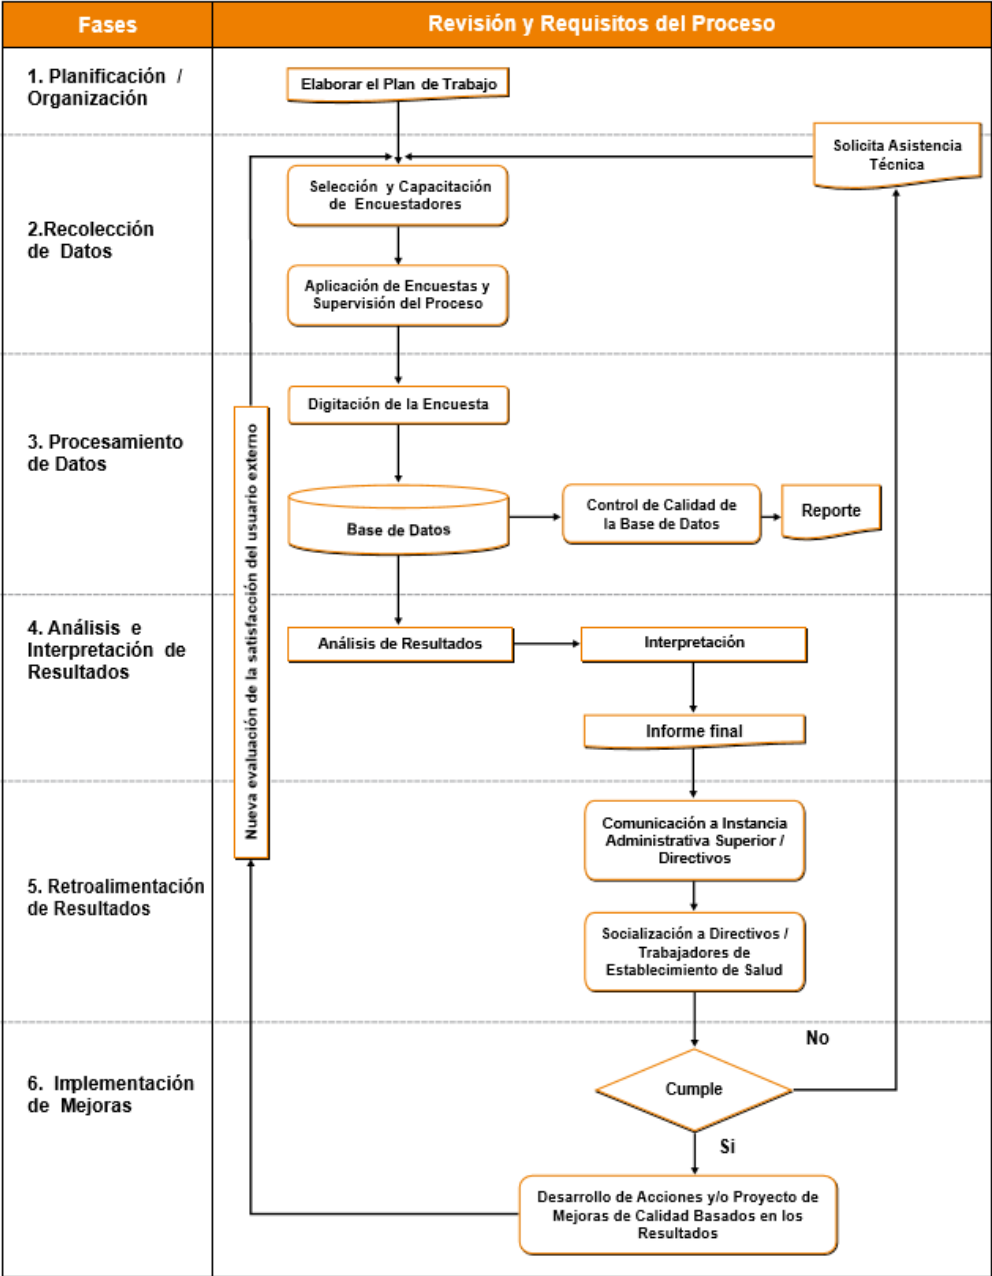 Fases
Revisión y Requisitos del Proceso
1. Planificación /
Organización
Elaborar el Plan de Trabajo
Solicita Asistencia
Técnica
2.Recolección
de Datos
Selección y Capacitación
de Encuestadores
Aplicación de Encuestas y
Supervisión del Proceso
3. Procesamiento
de Datos
Digitación de la Encuesta
Base de Datos
Control de Calidad de
la Base de Datos
Reporte
Nueva evaluación de la satisfacción del usuario externo
4. Análisis e
Interpretación de
Resultados
Análisis de Resultados
Interpretación
Informe final
5. Retroalimentación
de Resultados
Comunicación a Instancia
Administrativa Superior /
Directivos
Socialización a Directivos /
Trabajadores de
Establecimiento de Salud
6. Implementación
de Mejoras
No
Cumple
Si
Desarrollo de Acciones y/o Proyecto de
Mejoras de Calidad Basados en los
Resultados